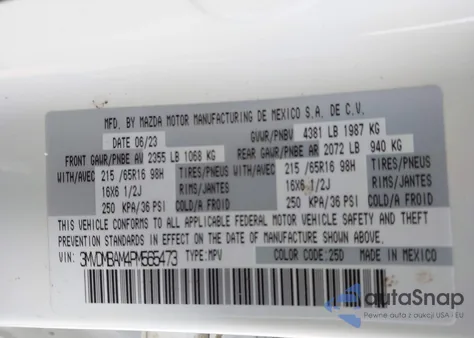 MFD. BY MAZDA MOTOR MANUFACTURING DE MEXICO S.A. DE C.V.
DATE 06/23 GVWR/PNBV 4381 LB 1987 KG
FRONT GAWR/PNBE AV 2355 LB 1068 KG REAR GAWR/PNBE AR 2072 LB 940 KG
WITH/AVEC 215 /65R16 98H TIRES/PNEUS WITH/AVEC 215 /65R16 98H TIRES/PNEUS
16X6 1/2J RIMS/JANTES 16X6 1/2J RIMS/JANTES
250 KPA/36 PSI COLD/A FROID 250 KPA/36 PSI COLD/A FROID
THIS VEHICLE CONFORMS TO ALL APPLICABLE FEDERAL MOTOR VEHICLE SAFETY AND THEFT
PREVENTION STANDARDS IN EFFECT ON THE DATE OF MANUFACTURE SHOWN ABOVE.
VIN: 3MVDMBAM4PM565473 TYPE:MPV COLOR CODE:25D MADE IN MEXICO
autoSnap
Pewne auta z aukcji USA i EU